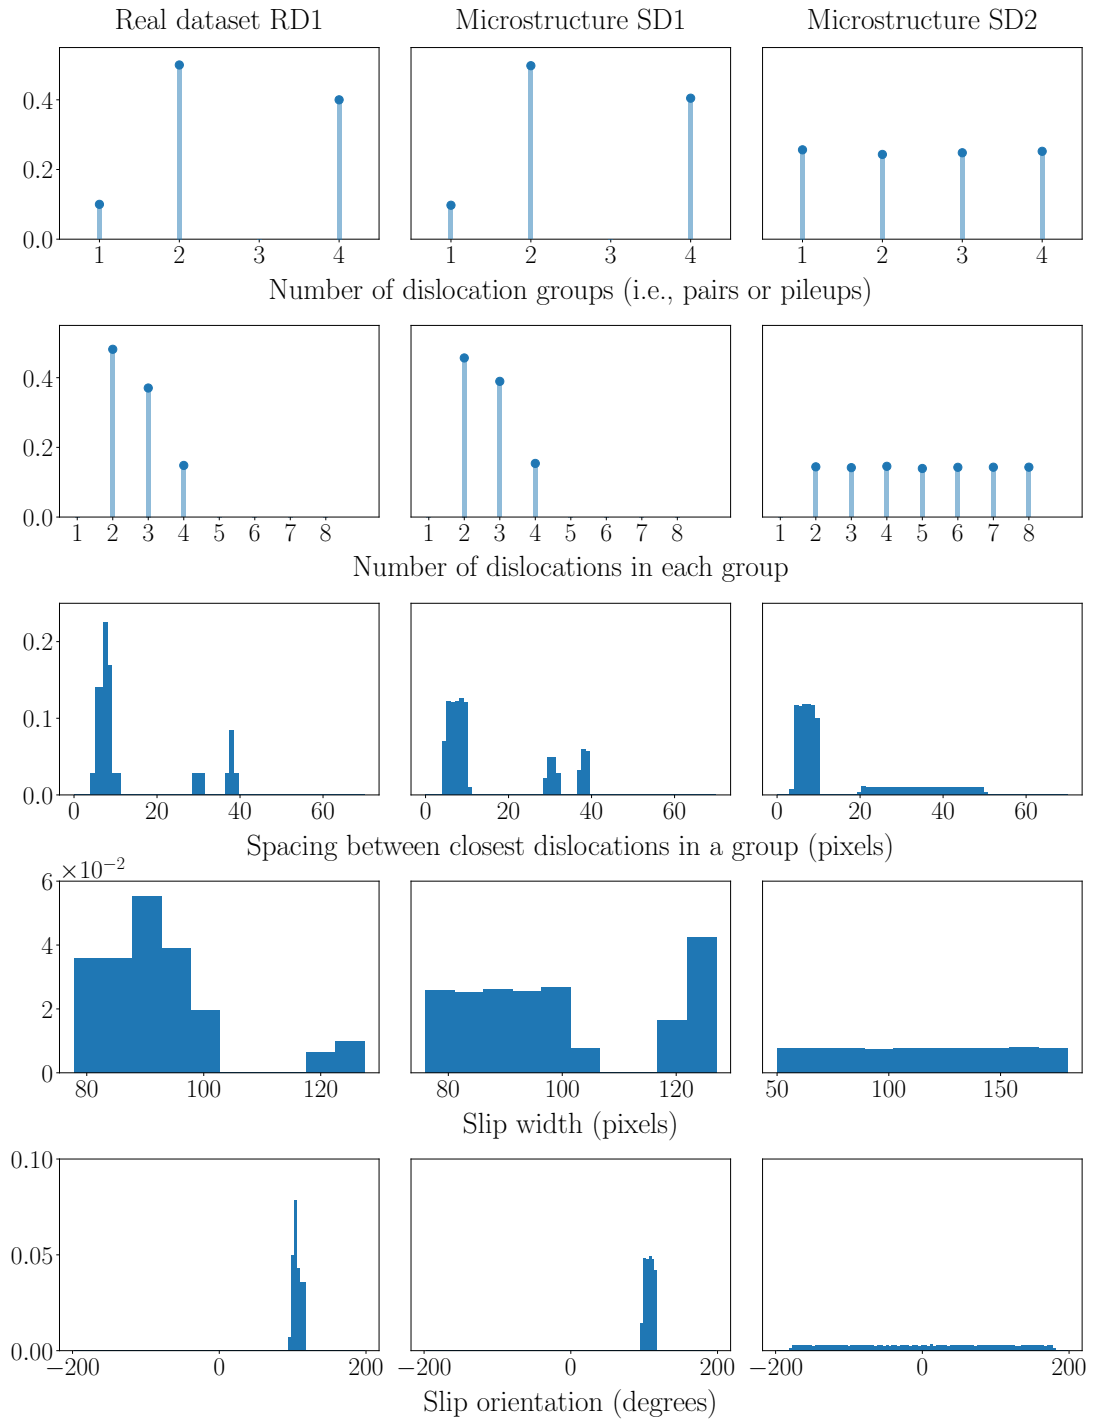 Real dataset RD1 Microstructure SD1 Microstructure SD2
0.4
0.2
0.0
1 2 3 4 1 2 3 4 1 2 3 4
Number of dislocation groups (i.e., pairs or pileups)
0.4
0.2
0.0
1 2 3 4 5 6 7 8 1 2 3 4 5 6 7 8 1 2 3 4 5 6 7 8
Number of dislocations in each group
0.2
0.1
0.0
0 20 40 60 0 20 40 60 0 20 40 60
Spacing between closest dislocations in a group (pixels)
×10⁻²
6
4
2
0
80 100 120 80 100 120 50 100 150
Slip width (pixels)
0.10
0.05
0.00
−200 0 200 −200 0 200 −200 0 200
Slip orientation (degrees)